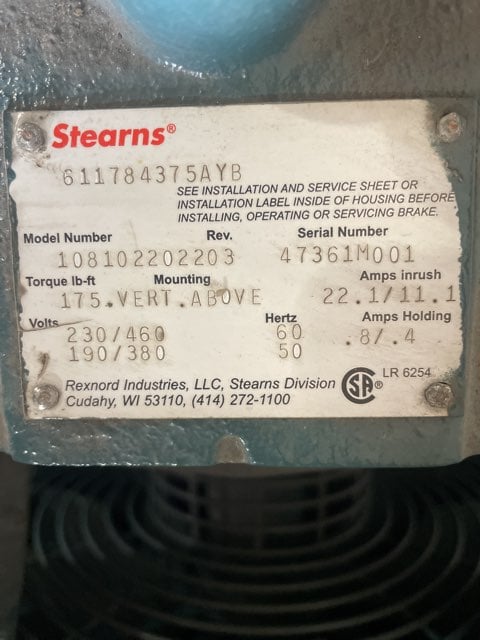 Stearns®
611784375AYB
SEE INSTALLATION AND SERVICE SHEET OR
INSTALLATION LABEL INSIDE OF HOUSING BEFORE
INSTALLING, OPERATING OR SERVICING BRAKE.
Model Number Rev. Serial Number
108102202203 47361M001
Torque lb-ft Mounting Amps inrush
175.VERT.ABOVE 22.1/11.1
Volts Hertz Amps Holding
230/460 60 .8/.4
190/380 50
Rexnord Industries, LLC, Stearns Division SA® LR 6254
Cudahy, WI 53110, (414) 272-1100